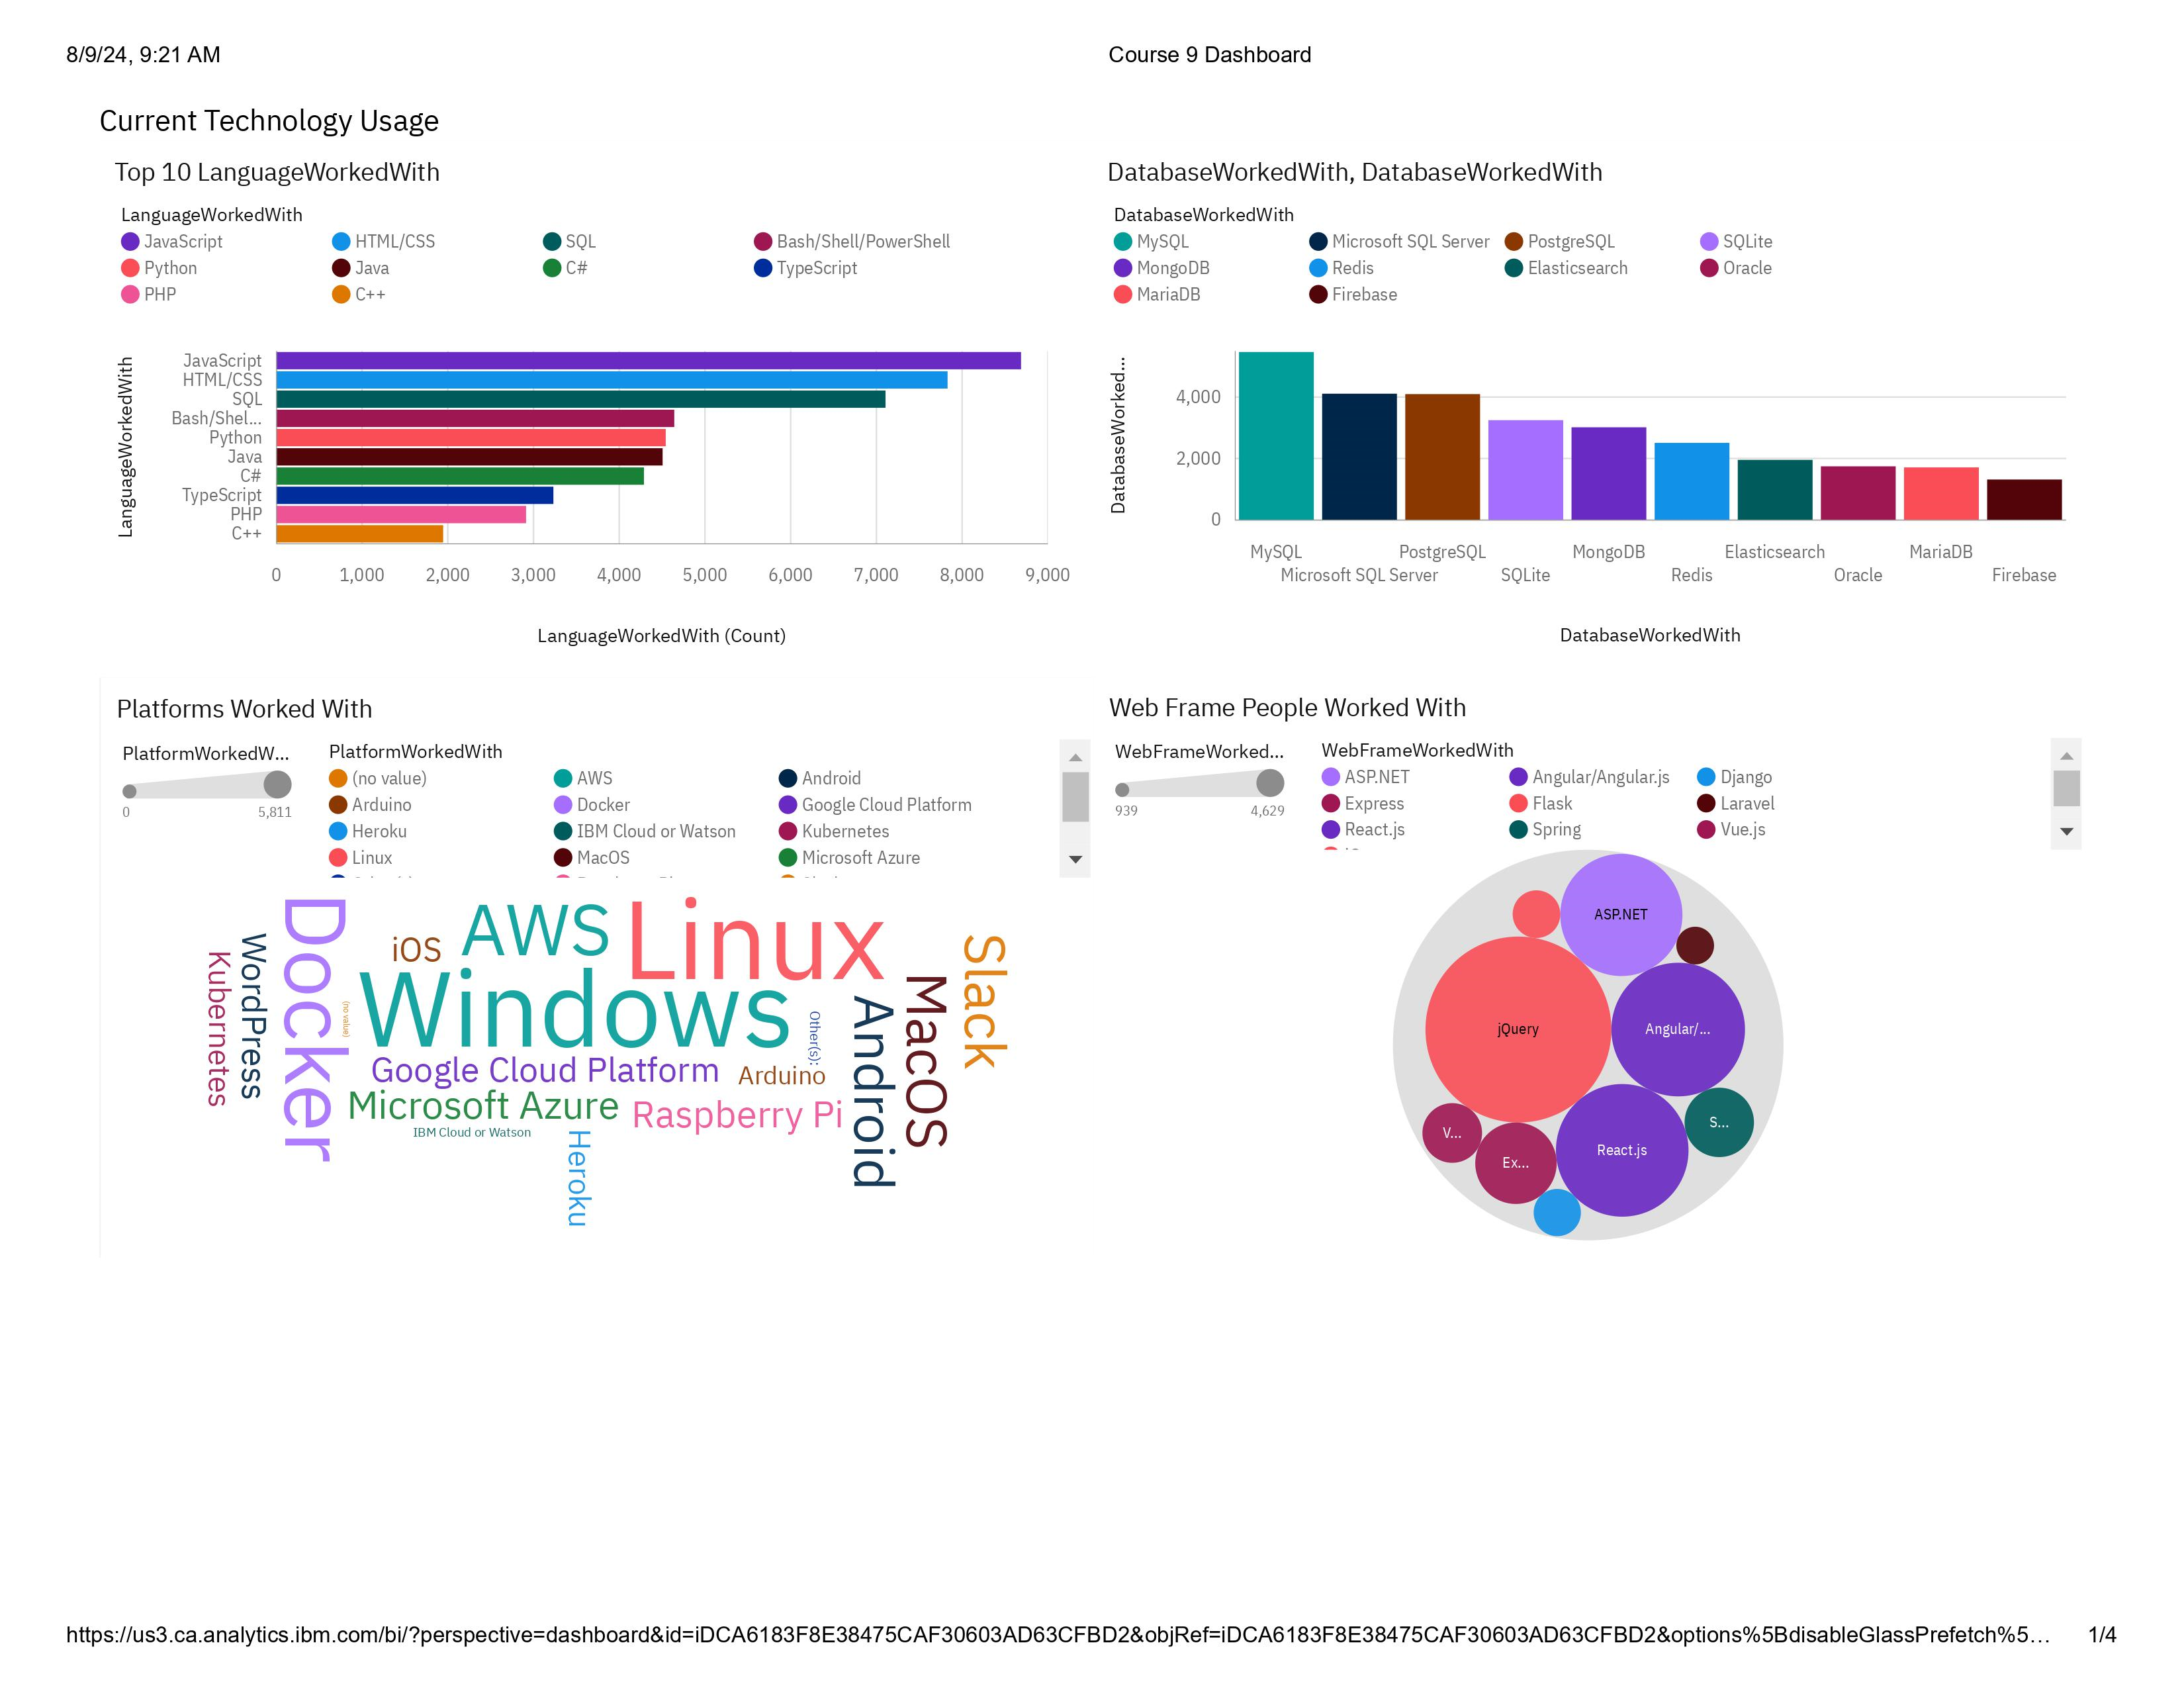 8/9/24, 9:21 AM
Course 9 Dashboard
Current Technology Usage
Top 10 LanguageWorkedWith
LanguageWorkedWith
JavaScript HTML/CSS SQL Bash/Shell/PowerShell
Python Java C# TypeScript
PHP C++
LanguageWorkedWith
JavaScript
HTML/CSS
SQL
Bash/Shel...
Python
Java
C#
TypeScript
PHP
C++
0 1,000 2,000 3,000 4,000 5,000 6,000 7,000 8,000 9,000
LanguageWorkedWith (Count)
DatabaseWorkedWith, DatabaseWorkedWith
DatabaseWorkedWith
MySQL Microsoft SQL Server PostgreSQL SQLite
MongoDB Redis Elasticsearch Oracle
MariaDB Firebase
DatabaseWorked...
4,000
2,000
0
MySQL PostgreSQL MongoDB Elasticsearch MariaDB
Microsoft SQL Server SQLite Redis Oracle Firebase
DatabaseWorkedWith
Platforms Worked With
PlatformWorkedW...
0 5,811
PlatformWorkedWith
(no value) AWS Android
Arduino Docker Google Cloud Platform
Heroku IBM Cloud or Watson Kubernetes
Linux MacOS Microsoft Azure
Kubernetes
WordPress
Docker
(no value)
iOS
AWS
Linux
Windows
Other(s):
Google Cloud Platform
Arduino
Microsoft Azure
Raspberry Pi
IBM Cloud or Watson
Heroku
Android
MacOS
Slack
Web Frame People Worked With
WebFrameWorked...
939 4,629
WebFrameWorkedWith
ASP.NET Angular/Angular.js Django
Express Flask Laravel
React.js Spring Vue.js
ASP.NET
jQuery
Angular/...
S...
V...
Ex...
React.js
https://us3.ca.analytics.ibm.com/bi/?perspective=dashboard&id=iDCA6183F8E38475CAF30603AD63CFBD2&objRef=iDCA6183F8E38475CAF30603AD63CFBD2&options%5BdisableGlassPrefetch%5...
1/4